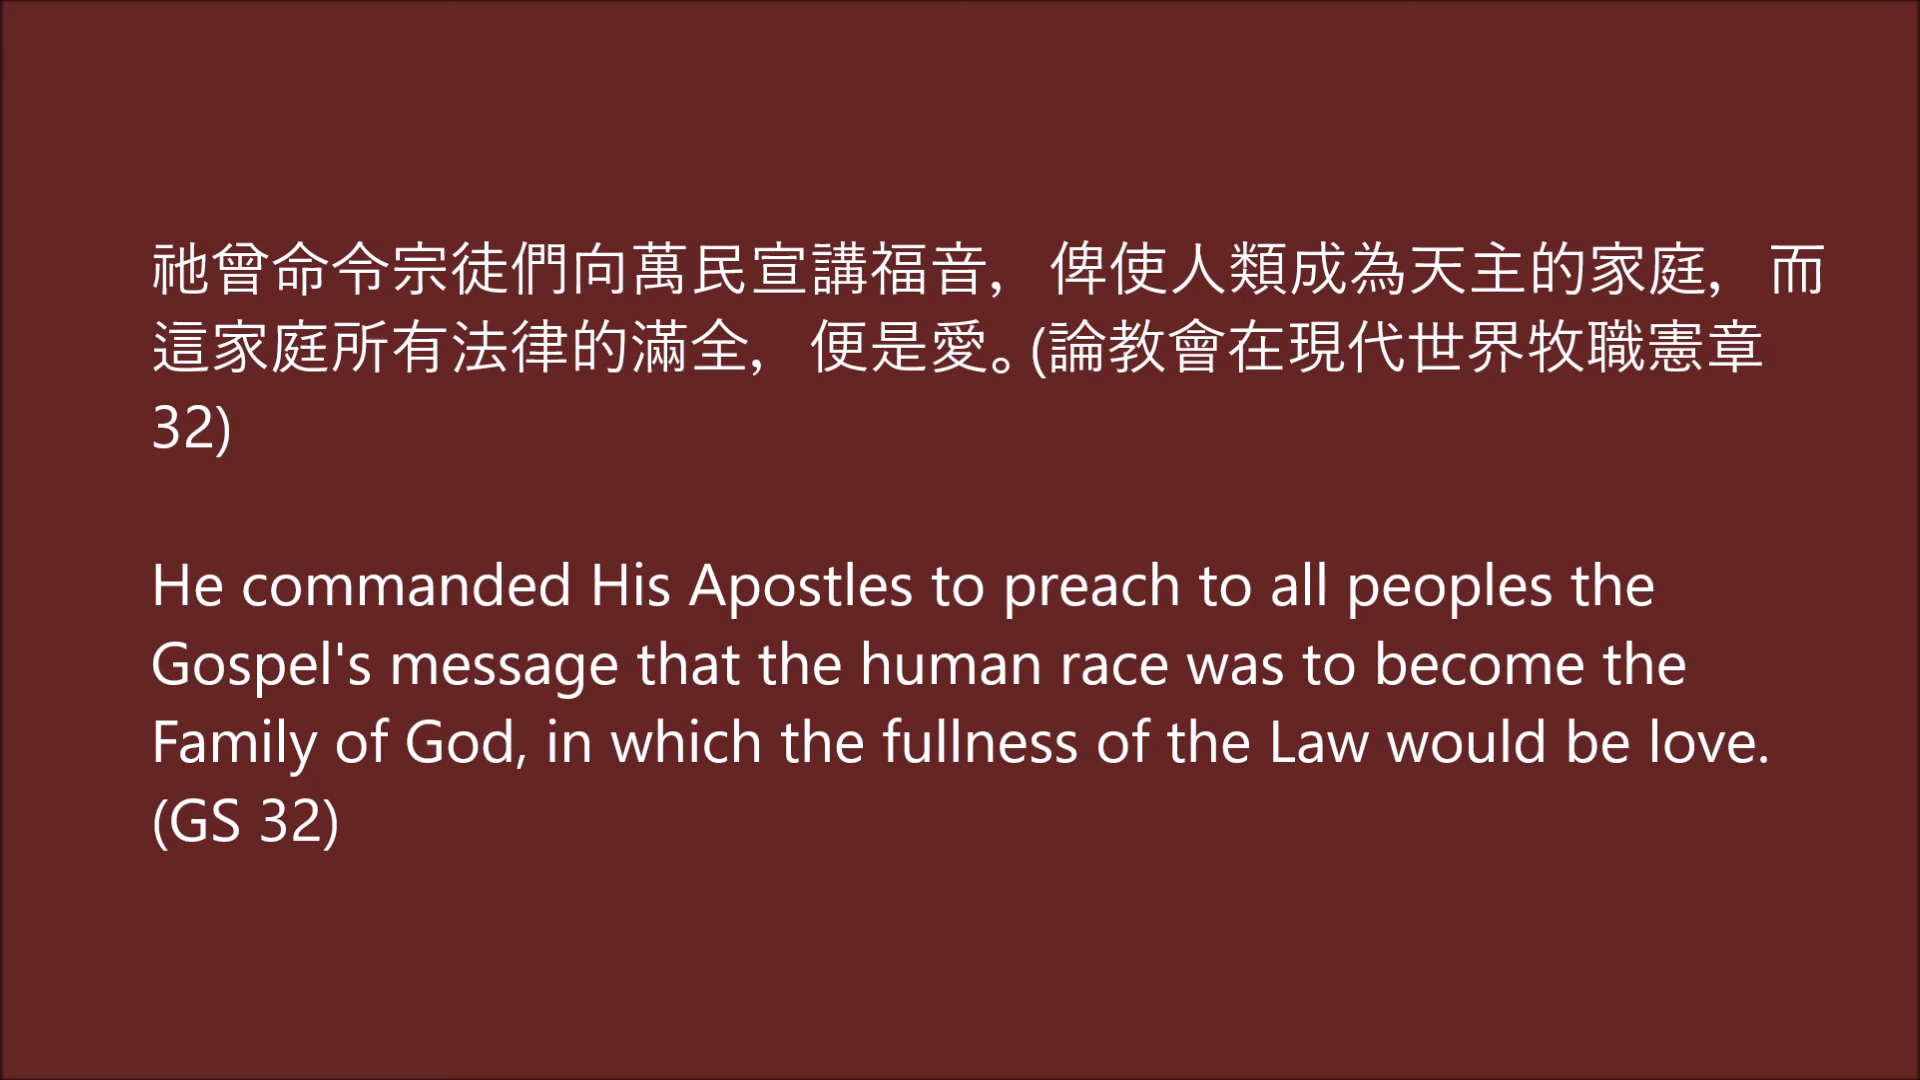 祂曾命令宗徒們向萬民宣講福音，俾使人類成為天主的家庭，而
這家庭所有法律的滿全，便是愛。(論教會在現代世界牧職憲章
32)
He commanded His Apostles to preach to all peoples the
Gospel's message that the human race was to become the
Family of God, in which the fullness of the Law would be love.
(GS 32)